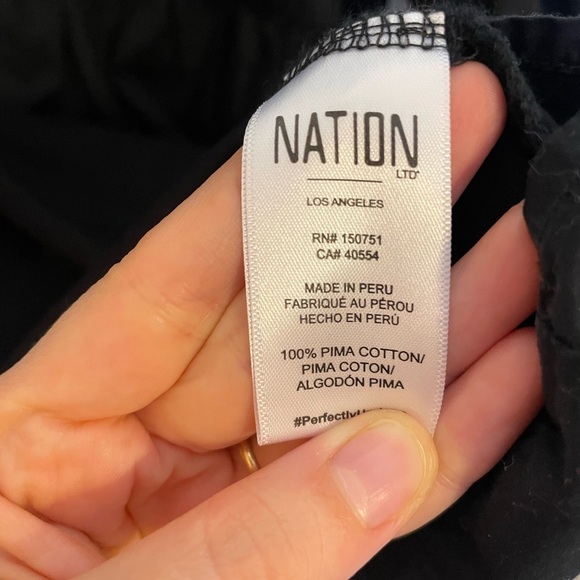 NATION
LTD
LOS ANGELES
RN# 150751
CA# 40554
MADE IN PERU
FABRIQUÉ AU PÉROU
HECHO EN PERÚ
100% PIMA COTTON/
PIMA COTON/
ALGODÓN PIMA